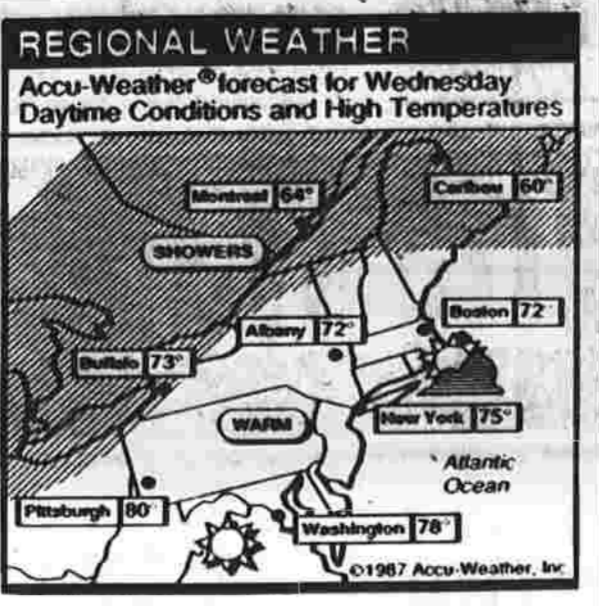 REGIONAL WEATHER
Accu-Weather® forecast for Wednesday
Daytime Conditions and High Temperatures
Montreal 64°
Caribou 60°
SHOWERS
Boston 72°
Albany 72°
Buffalo 73°
New York 75°
WARM
Atlantic
Ocean
Pittsburgh 80°
Washington 78°
©1987 Accu-Weather, Inc